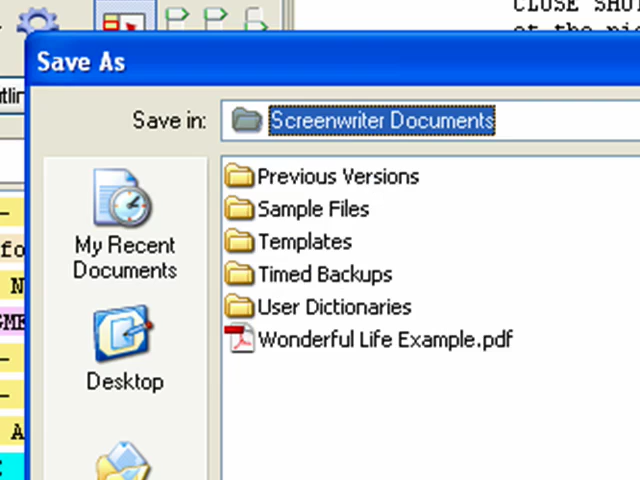 CLOSE SHO
Save As
Save in:
Screenwriter Documents
Previous Versions
Sample Files
Templates
Timed Backups
User Dictionaries
Wonderful Life Example.pdf
My Recent
Documents
Desktop